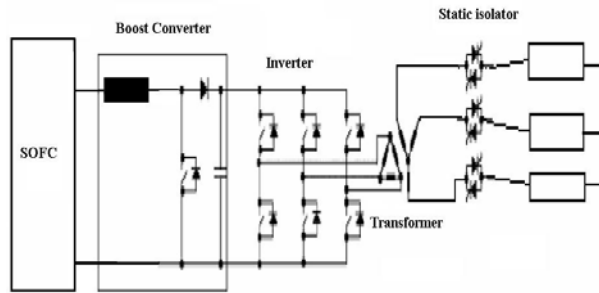 Static isolator
Boost Converter
Inverter
SOFC
Transformer